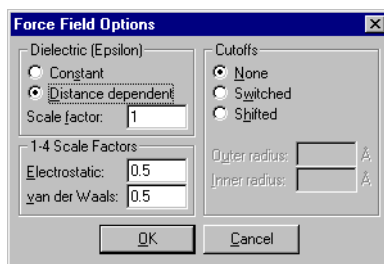 Force Field Options
Dielectric (Epsilon)
Constant
Distance dependent
Scale factor: 1
1-4 Scale Factors
Electrostatic: 0.5
van der Waals: 0.5
Cutoffs
None
Switched
Shifted
Outer radius: Å
Inner radius: Å
OK Cancel